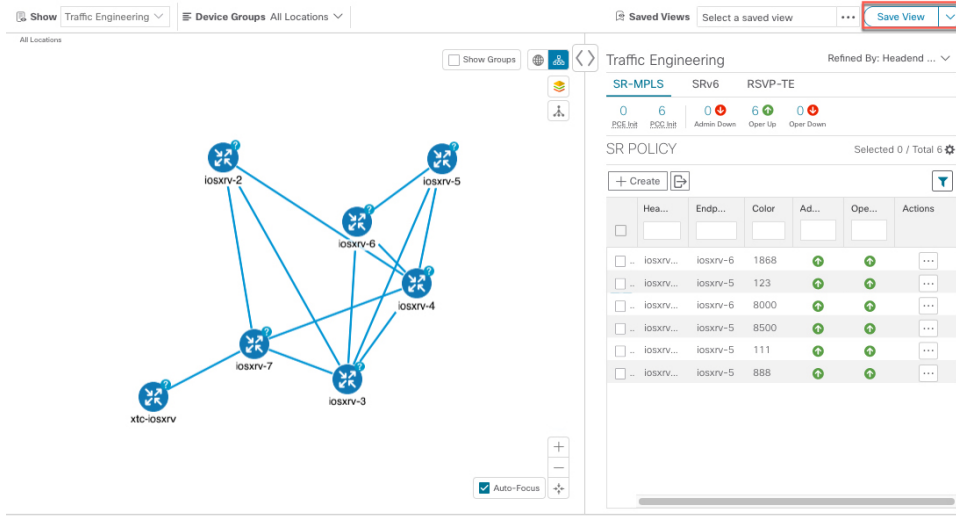 Show Traffic Engineering Device Groups All Locations Saved Views Select a saved view ... Save View
All Locations
Show Groups
Traffic Engineering Refined By: Headend ...
SR-MPLS SRv6 RSVP-TE
0 6 0 6 0
PCE Init PCC Init Admin Down Oper Up Oper Down
SR POLICY Selected 0 / Total 6
+ Create
Hea... Endp... Color Ad... Ope... Actions
.. iosxrv... iosxrv-6 1868 ...
.. iosxrv... iosxrv-5 123 ...
.. iosxrv... iosxrv-6 8000 ...
.. iosxrv... iosxrv-5 8500 ...
.. iosxrv... iosxrv-5 111 ...
.. iosxrv... iosxrv-5 888 ...
?
iosxrv-2
?
iosxrv-5
?
iosxrv-6
?
iosxrv-4
?
iosxrv-7
?
iosxrv-3
?
xtc-iosxrv
Auto-Focus